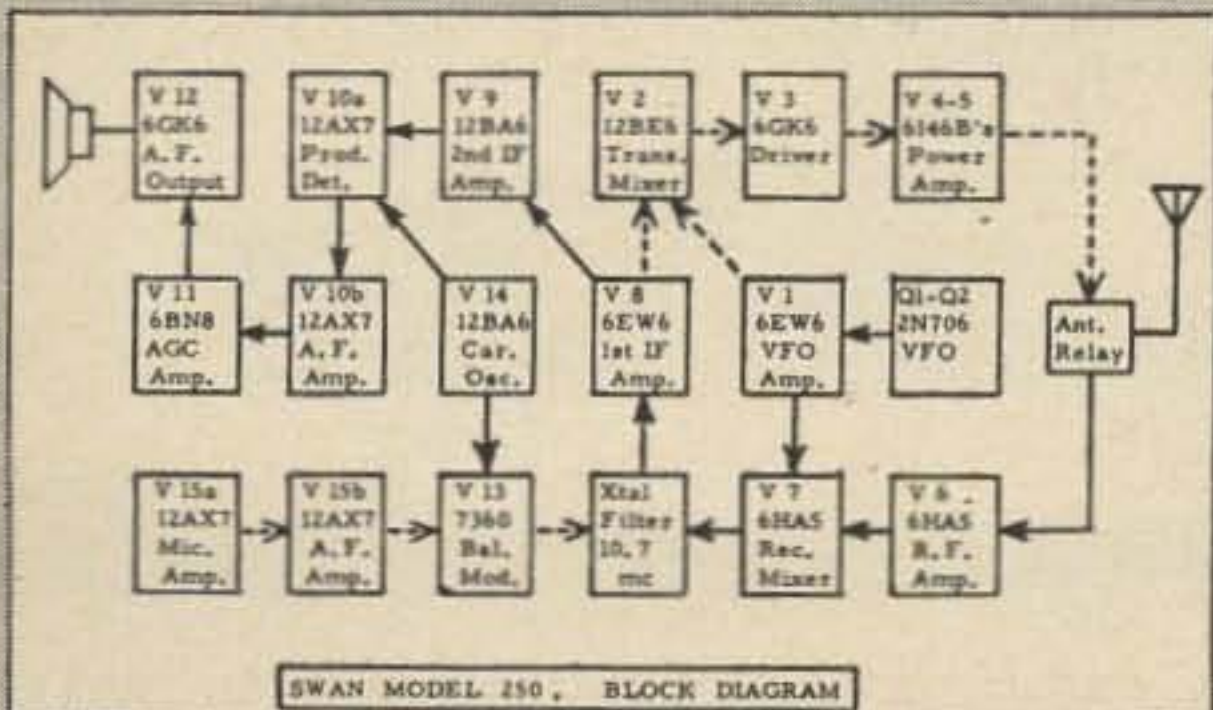 V 12
6GK6
A.F.
Output
V 10a
12AX7
Prod.
Det.
V 9
12BA6
2nd IF
Amp.
V 2
12BE6
Trans.
Mixer
V 3
6GK6
Driver
V 4-5
6146B's
Power
Amp.
V 11
6BN8
AGC
Amp.
V 10b
12AX7
A.F.
Amp.
V 14
12BA6
Car.
Osc.
V 8
6EW6
1st IF
Amp.
V 1
6EW6
VFO
Amp.
Q1-Q2
2N706
VFO
Ant.
Relay
V 15a
12AX7
Mic.
Amp.
V 15b
12AX7
A.F.
Amp.
V 13
7360
Bal.
Mod.
Xtal
Filter
10.7
mc
V 7
6HA5
Rec.
Mixer
V 6
6HA5
R.F.
Amp.
SWAN MODEL 250. BLOCK DIAGRAM